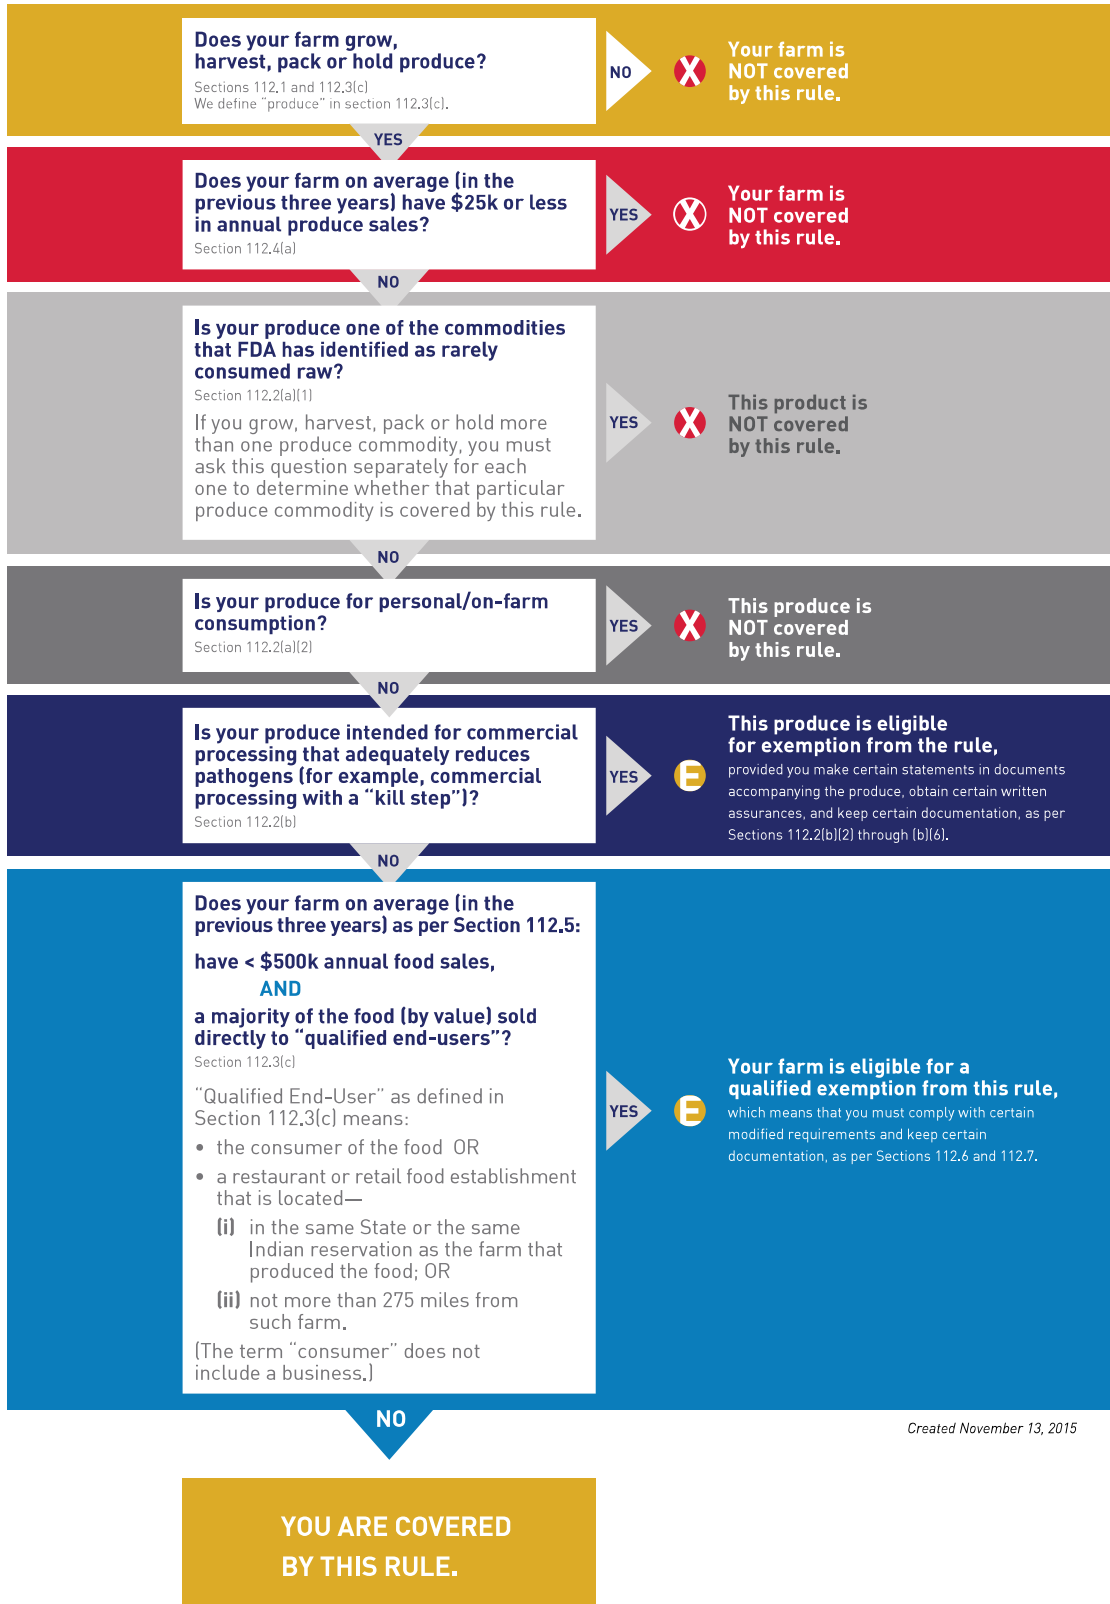 Does your farm grow,
harvest, pack or hold produce?
Sections 112.1 and 112.3(c)
We define “produce” in section 112.3(c).
NO
X
Your farm is
NOT covered
by this rule.
YES
Does your farm on average (in the
previous three years) have $25k or less
in annual produce sales?
Section 112.4(a)
YES
X
Your farm is
NOT covered
by this rule.
NO
Is your produce one of the commodities
that FDA has identified as rarely
consumed raw?
Section 112.2(a)(1)
If you grow, harvest, pack or hold more
than one produce commodity, you must
ask this question separately for each
one to determine whether that particular
produce commodity is covered by this rule.
YES
X
This product is
NOT covered
by this rule.
NO
Is your produce for personal/on-farm
consumption?
Section 112.2(a)(2)
YES
X
This produce is
NOT covered
by this rule.
NO
Is your produce intended for commercial
processing that adequately reduces
pathogens (for example, commercial
processing with a “kill step”)?
Section 112.2(b)
YES
E
This produce is eligible
for exemption from the rule,
provided you make certain statements in documents
accompanying the produce, obtain certain written
assurances, and keep certain documentation, as per
Sections 112.2(b)(2) through (b)(6).
NO
Does your farm on average (in the
previous three years) as per Section 112.5:
have < $500k annual food sales,
AND
a majority of the food (by value) sold
directly to “qualified end-users”?
Section 112.3(c)
“Qualified End-User” as defined in
Section 112.3(c) means:
• the consumer of the food OR
• a restaurant or retail food establishment
that is located—
(i) in the same State or the same
Indian reservation as the farm that
produced the food; OR
(ii) not more than 275 miles from
such farm.
(The term “consumer” does not
include a business.)
YES
E
Your farm is eligible for a
qualified exemption from this rule,
which means that you must comply with certain
modified requirements and keep certain
documentation, as per Sections 112.6 and 112.7.
NO
Created November 13, 2015
YOU ARE COVERED
BY THIS RULE.